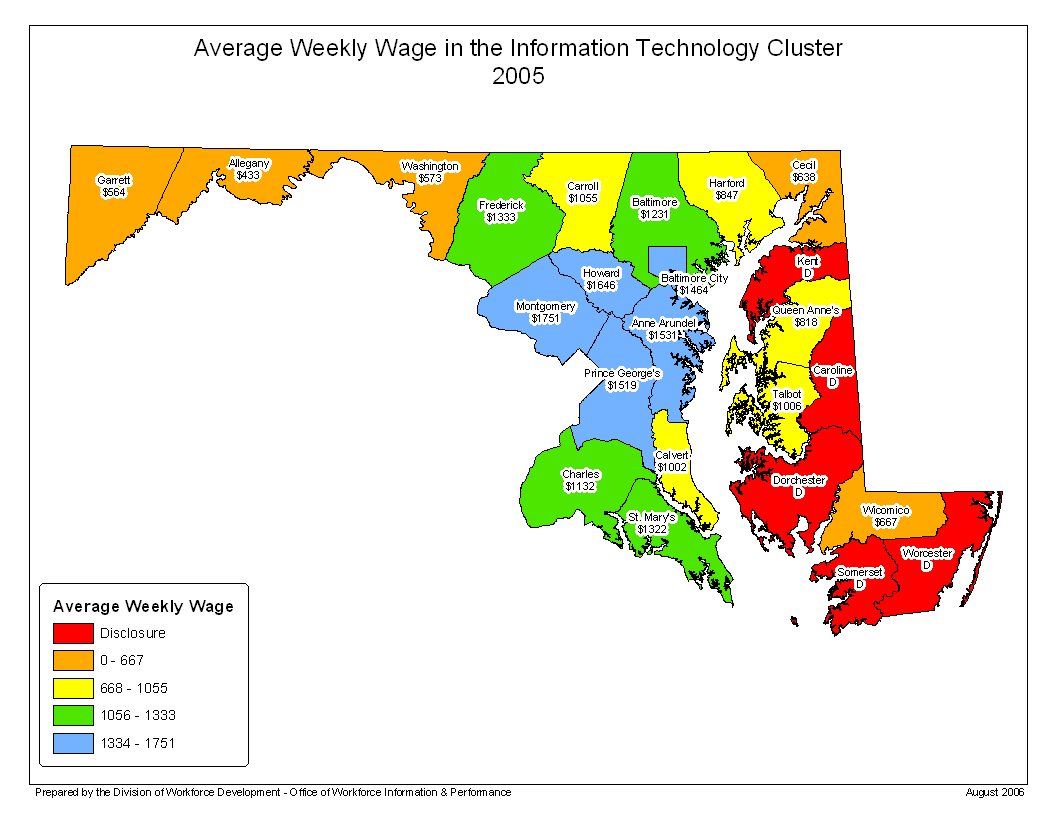 Average Weekly Wage in the Information Technology Cluster
2005
Garrett
$564
Allegany
$433
Washington
$573
Frederick
$1333
Carroll
$1055
Baltimore
$1231
Harford
$847
Cecil
$638
Kent
D
Howard
$1646
Baltimore City
$1464
Montgomery
$1751
Anne Arundel
$1531
Queen Anne's
$818
Prince George's
$1519
Caroline
D
Talbot
$1006
Calvert
$1002
Charles
$1132
Dorchester
D
St. Mary's
$1322
Wicomico
$667
Worcester
D
Somerset
D
Average Weekly Wage
Disclosure
0 - 667
668 - 1055
1056 - 1333
1334 - 1751
Prepared by the Division of Workforce Development - Office of Workforce Information & Performance
August 2006